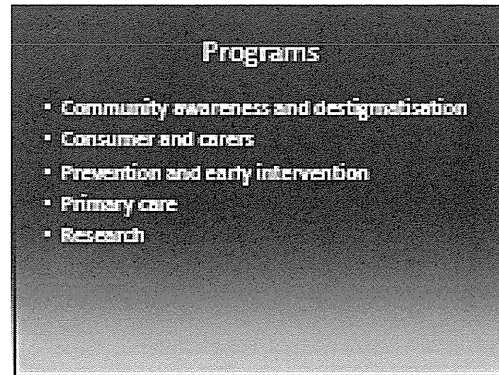 Programs
• Community awareness and destigmatisation
• Consumer and carers
• Prevention and early intervention
• Primary care
• Research